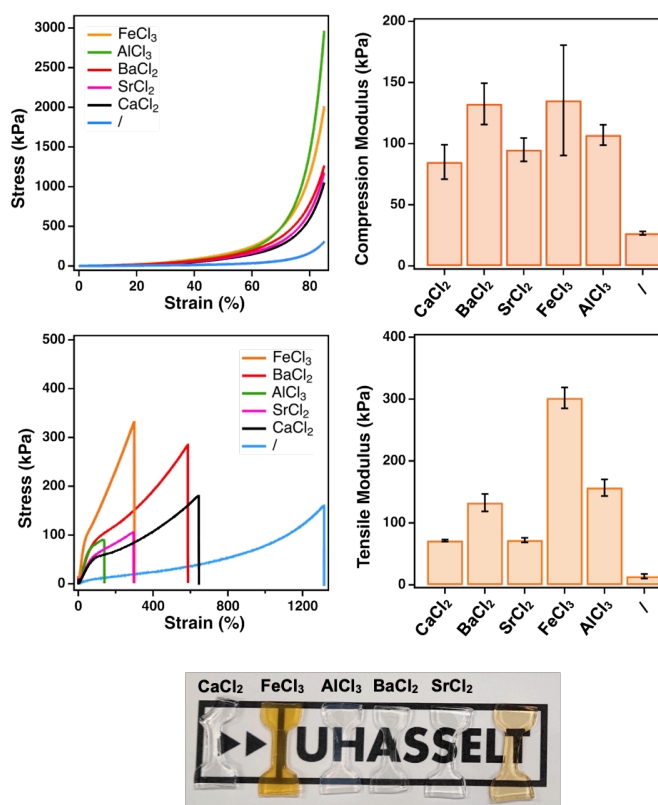 Stress (kPa)
3000
2500
2000
1500
1000
500
0
FeCl₃
AlCl₃
BaCl₂
SrCl₂
CaCl₂
/
0 20 40 60 80
Strain (%)
Compression Modulus (kPa)
200
150
100
50
0
CaCl₂ BaCl₂ SrCl₂ FeCl₃ AlCl₃ /
Stress (kPa)
500
400
300
200
100
0
FeCl₃
BaCl₂
AlCl₃
SrCl₂
CaCl₂
/
0 400 800 1200
Strain (%)
Tensile Modulus (kPa)
400
300
200
100
0
CaCl₂ BaCl₂ SrCl₂ FeCl₃ AlCl₃ /
CaCl₂ FeCl₃ AlCl₃ BaCl₂ SrCl₂
UHASSELT